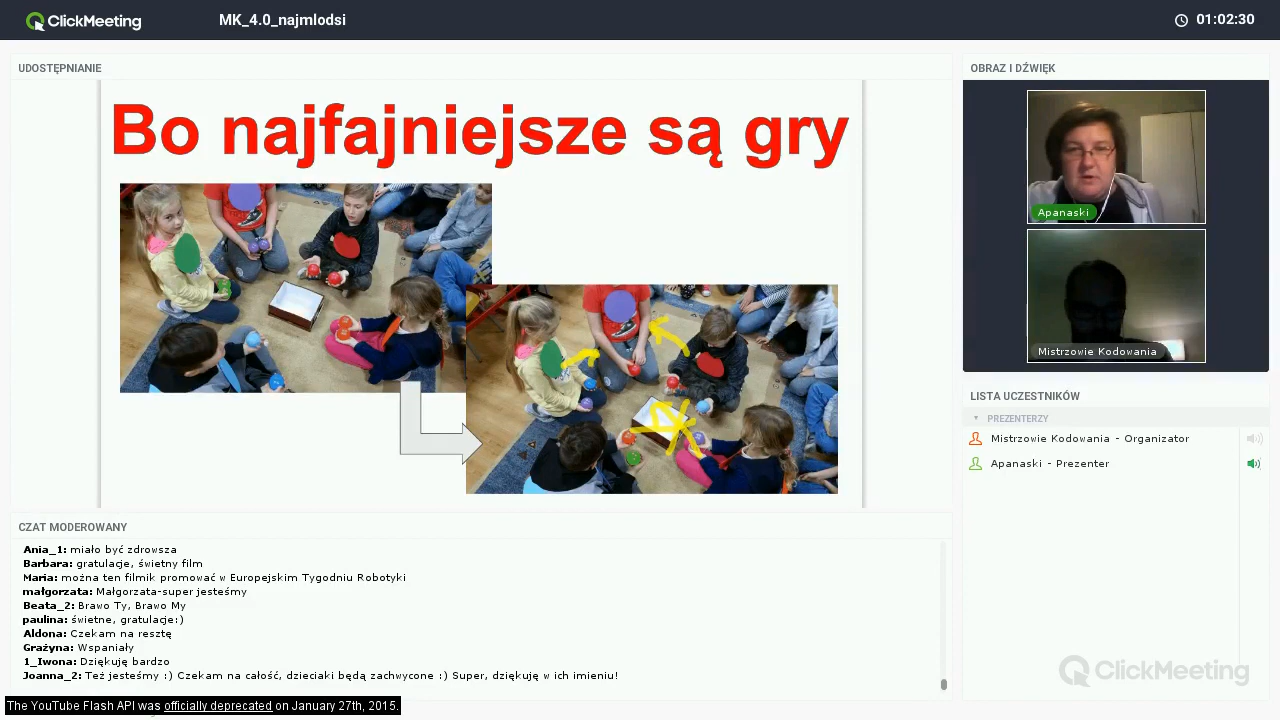 ClickMeeting
MK_4.0_najmlodsi
01:02:30
UDOSTĘPNIANIE
Bo najfajniejsze są gry
OBRAZ I DŹWIĘK
Apanaski
Mistrzowie Kodowania
LISTA UCZESTNIKÓW
PREZENTERZY
Mistrzowie Kodowania - Organizator
Apanaski - Prezenter
CZAT MODEROWANY
Ania_1: miało być zdrowsza
Barbara: gratulacje, świetny film
Maria: można ten filmik promować w Europejskim Tygodniu Robotyki
małgorzata: Małgorzata-super jesteśmy
Beata_2: Brawo Ty, Brawo My
paulina: świetne, gratulacje:)
Aldona: Czekam na resztę
Grażyna: Wspaniały
1_Iwona: Dziękuję bardzo
Joanna_2: Też jesteśmy :) Czekam na całość, dzieciaki będą zachwycone :) Super, dziękuję w ich imieniu!
ClickMeeting
The YouTube Flash API was officially deprecated on January 27th, 2015.